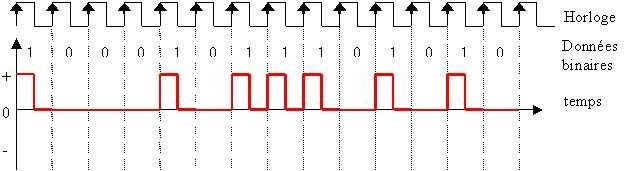 Horloge
1 0 0 0 1 0 1 1 1 0 1 0 1 0
Données
binaires
+
temps
0
-